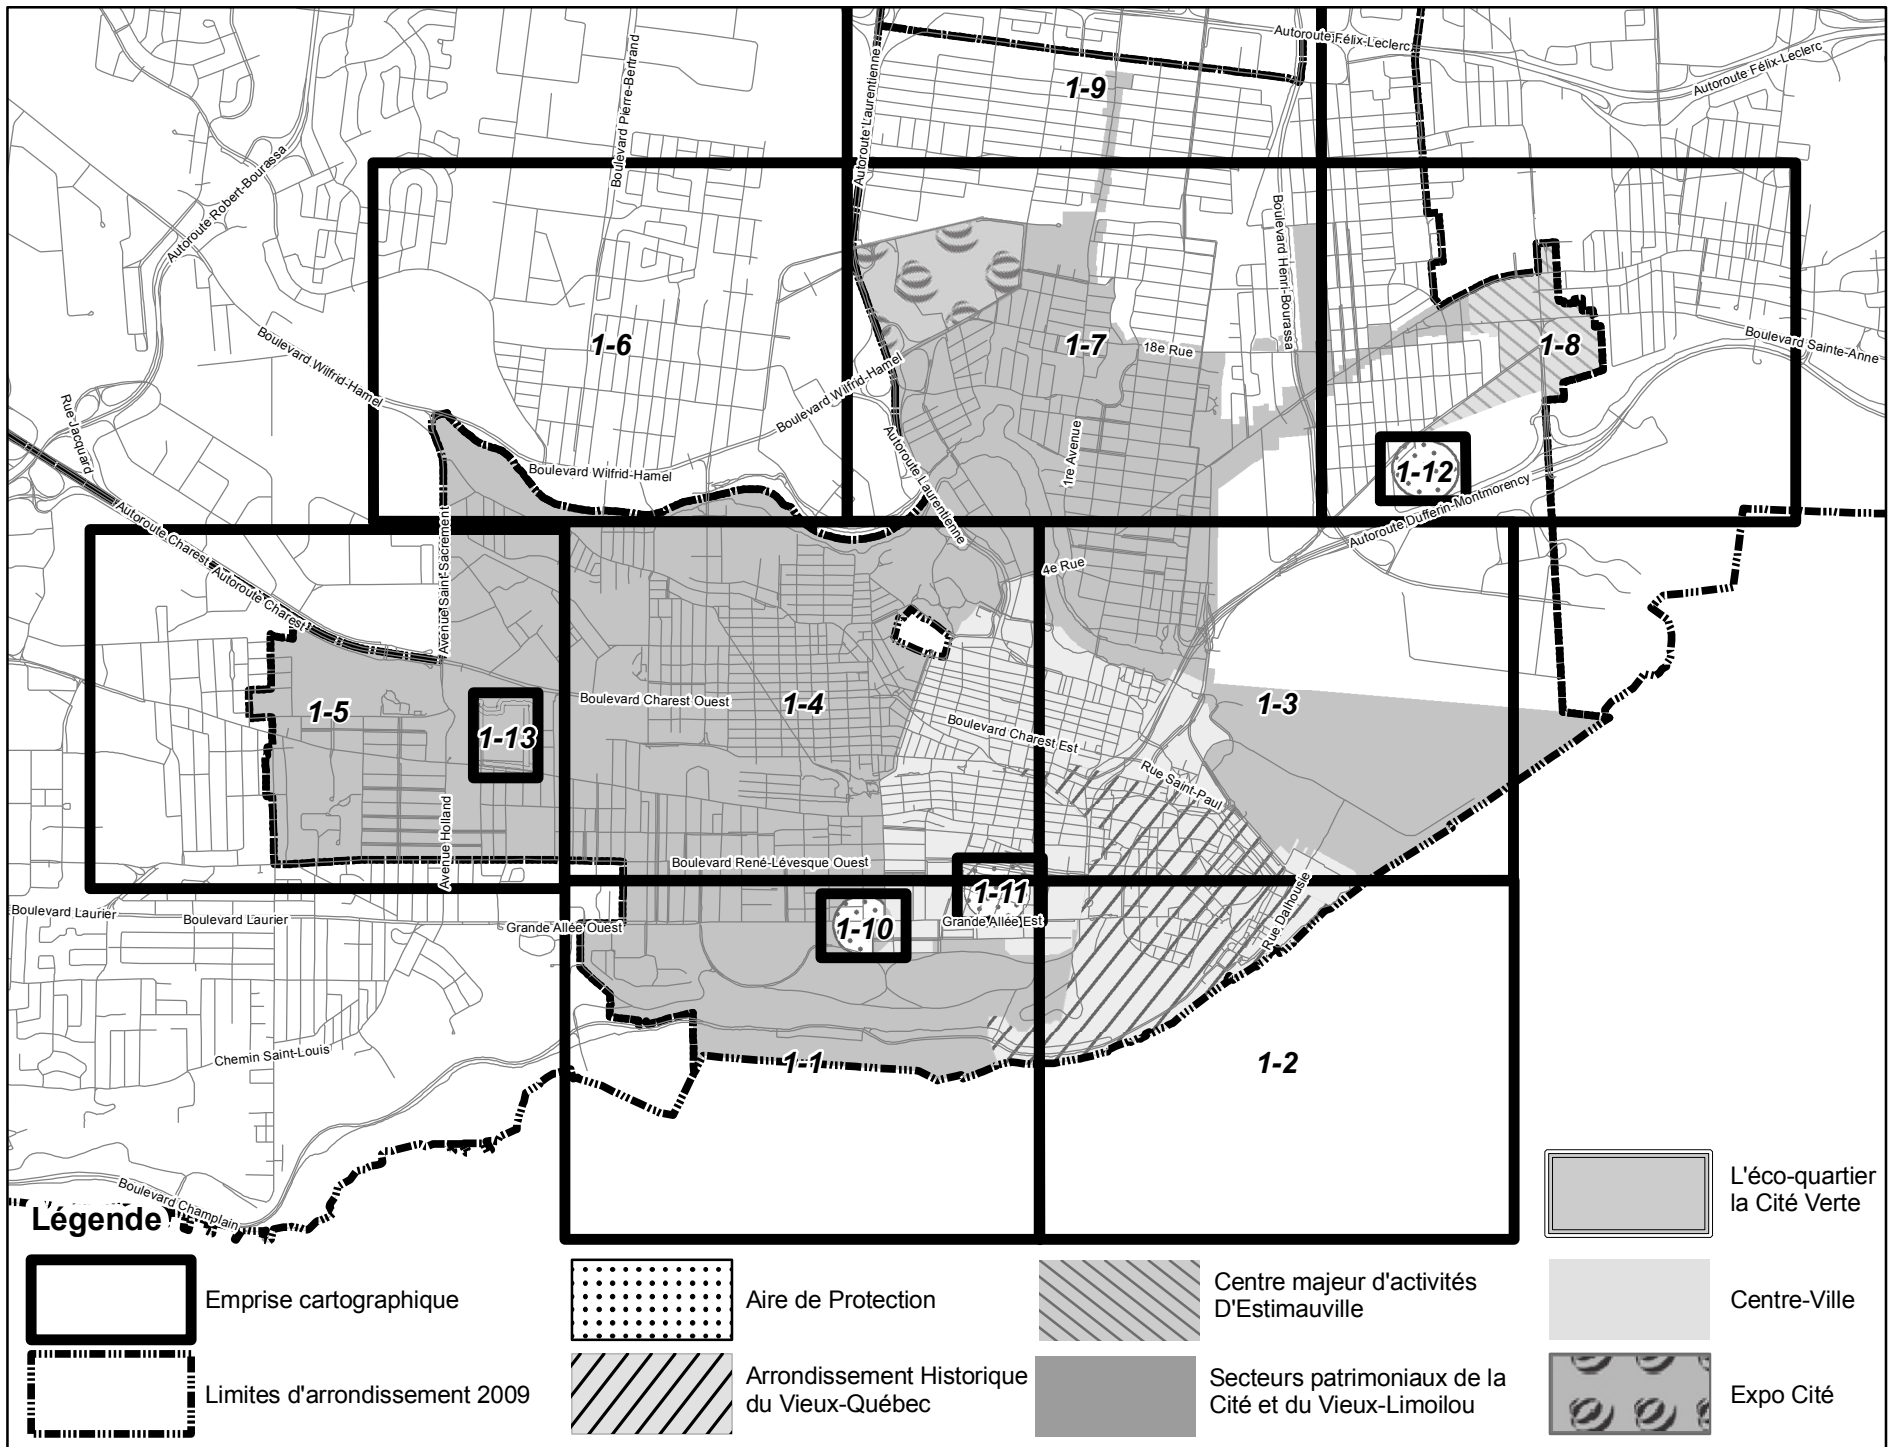 Autoroute Félix-Leclerc
Autoroute Félix-Leclerc
Boulevard Pierre-Bertrand
Autoroute Laurentienne
1-9
Autoroute Robert-Bourassa
Boulevard Henri-Bourassa
Boulevard Wilfrid-Hamel
1-6
1-7
18e Rue
1-8
Boulevard Sainte-Anne
Boulevard Wilfrid-Hamel
Rue Jacquard
1re Avenue
Autoroute Laurentienne
Boulevard Wilfrid-Hamel
1-12
Autoroute Dufferin-Montmorency
Autoroute Charest
Autoroute Charest
Avenue Saint-Sacrement
4e Rue
1-5
Boulevard Charest Ouest
1-4
1-3
1-13
Boulevard Charest Est
Rue Saint-Paul
Avenue Holland
Boulevard René-Lévesque Ouest
1-11
Boulevard Laurier
Boulevard Laurier
Grande Allée Ouest
1-10
Grande Allée Est
Rue Dalhousie
Chemin Saint-Louis
1-1
1-2
Boulevard Champlain
Légende
L'éco-quartier
la Cité Verte
Emprise cartographique
Aire de Protection
Centre majeur d'activités
D'Estimauville
Centre-Ville
Limites d'arrondissement 2009
Arrondissement Historique
du Vieux-Québec
Secteurs patrimoniaux de la
Cité et du Vieux-Limoilou
Expo Cité